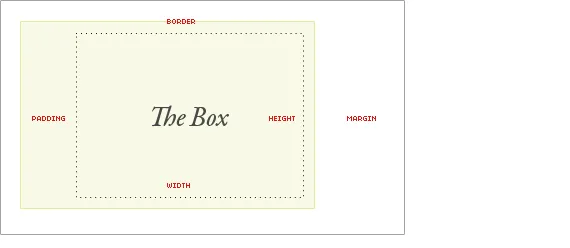 BORDER
PADDING
The Box
HEIGHT
MARGIN
WIDTH